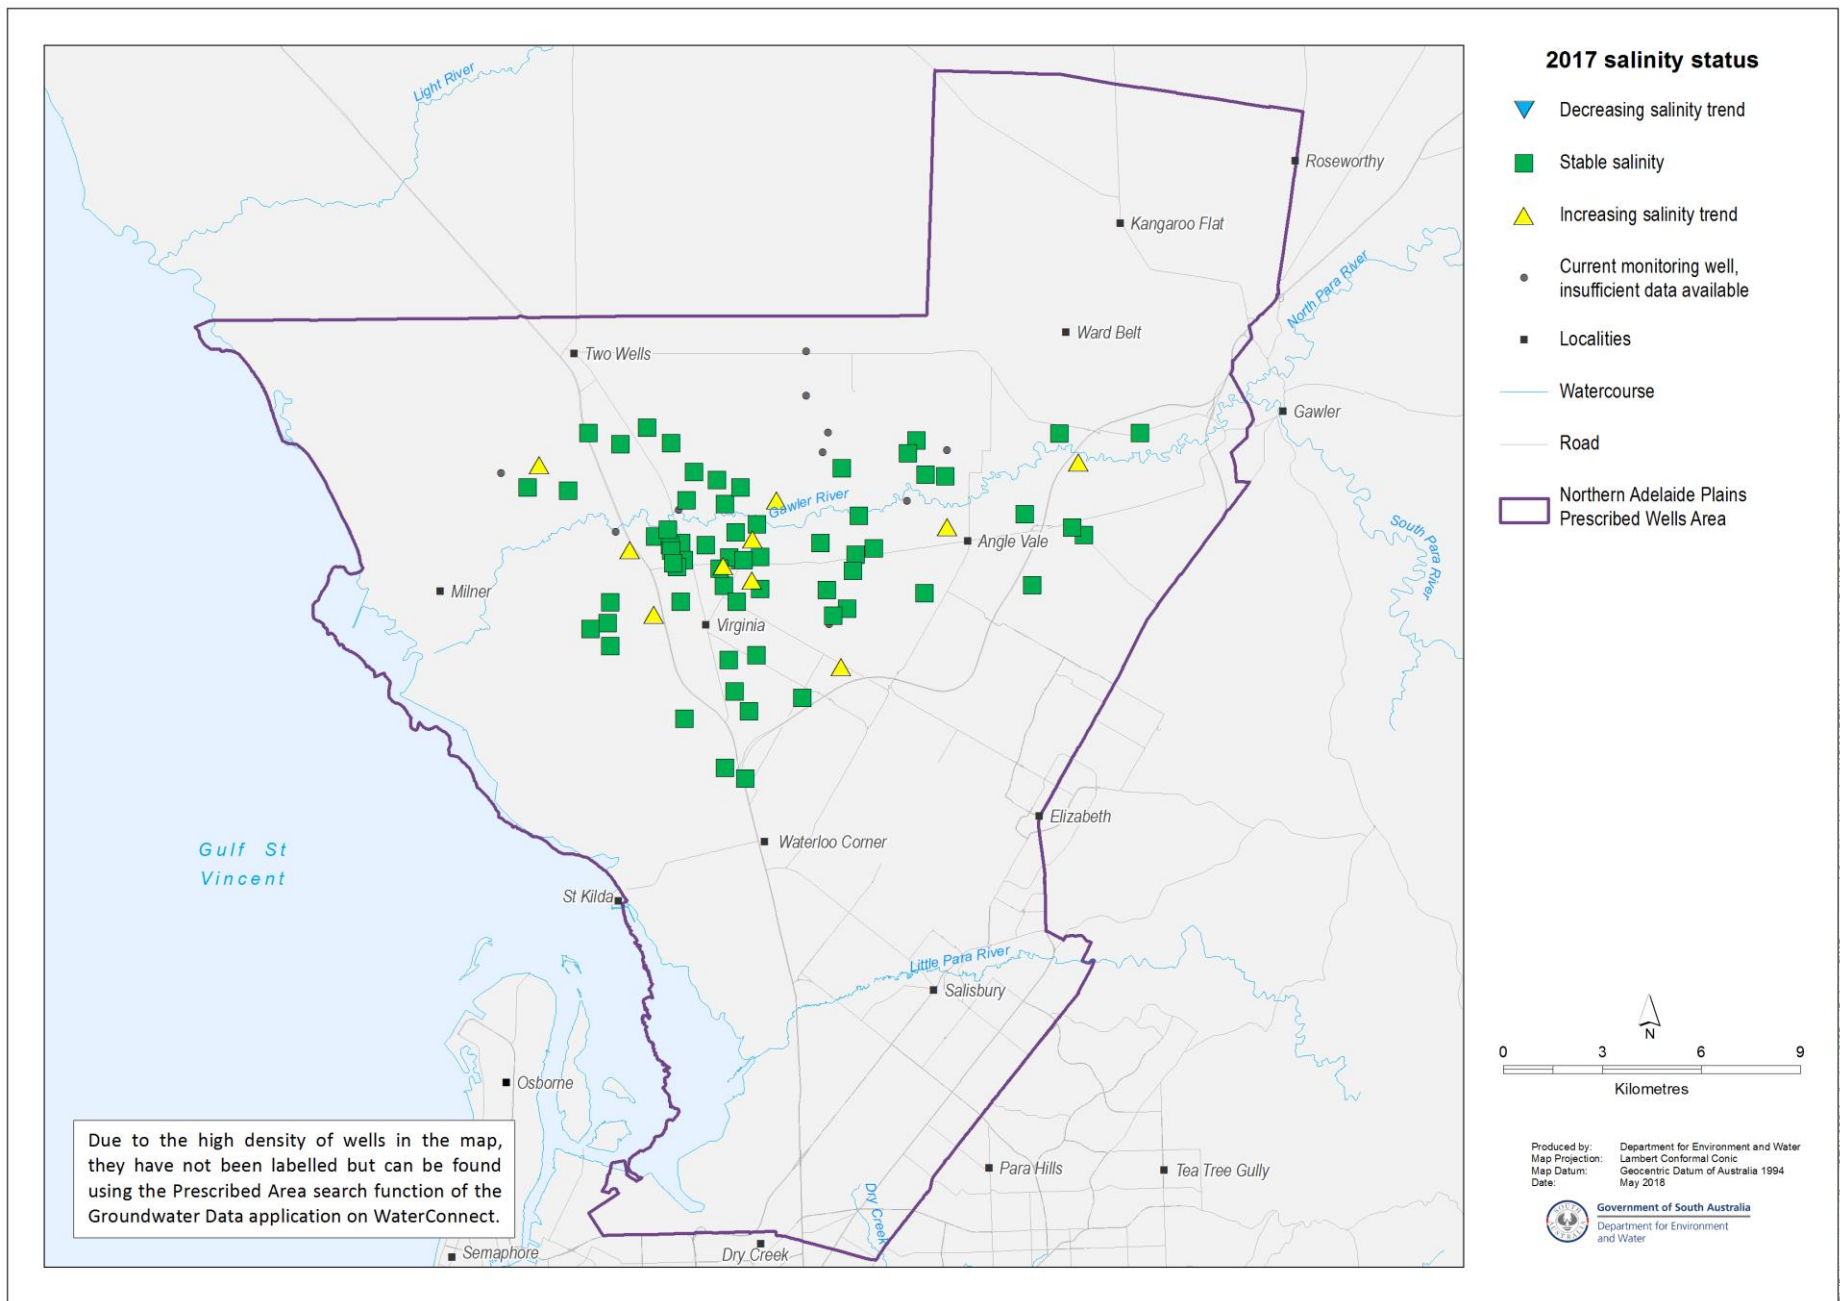 Light River
Roseworthy
Kangaroo Flat
North Para River
Ward Belt
Two Wells
Gawler
Gawler River
Angle Vale
South Para River
Milner
Virginia
Elizabeth
Waterloo Corner
Gulf St
Vincent
St Kilda
Little Para River
Salisbury
Osborne
Para Hills
Tea Tree Gully
Dry Creek
Dry Creek
Semaphore
Due to the high density of wells in the map,
they have not been labelled but can be found
using the Prescribed Area search function of the
Groundwater Data application on WaterConnect.
2017 salinity status
Decreasing salinity trend
Stable salinity
Increasing salinity trend
Current monitoring well,
insufficient data available
Localities
Watercourse
Road
Northern Adelaide Plains
Prescribed Wells Area
N
0 3 6 9
Kilometres
Produced by: Department for Environment and Water
Map Projection: Lambert Conformal Conic
Map Datum: Geocentric Datum of Australia 1994
Date: May 2018
Government of South Australia
Department for Environment
and Water